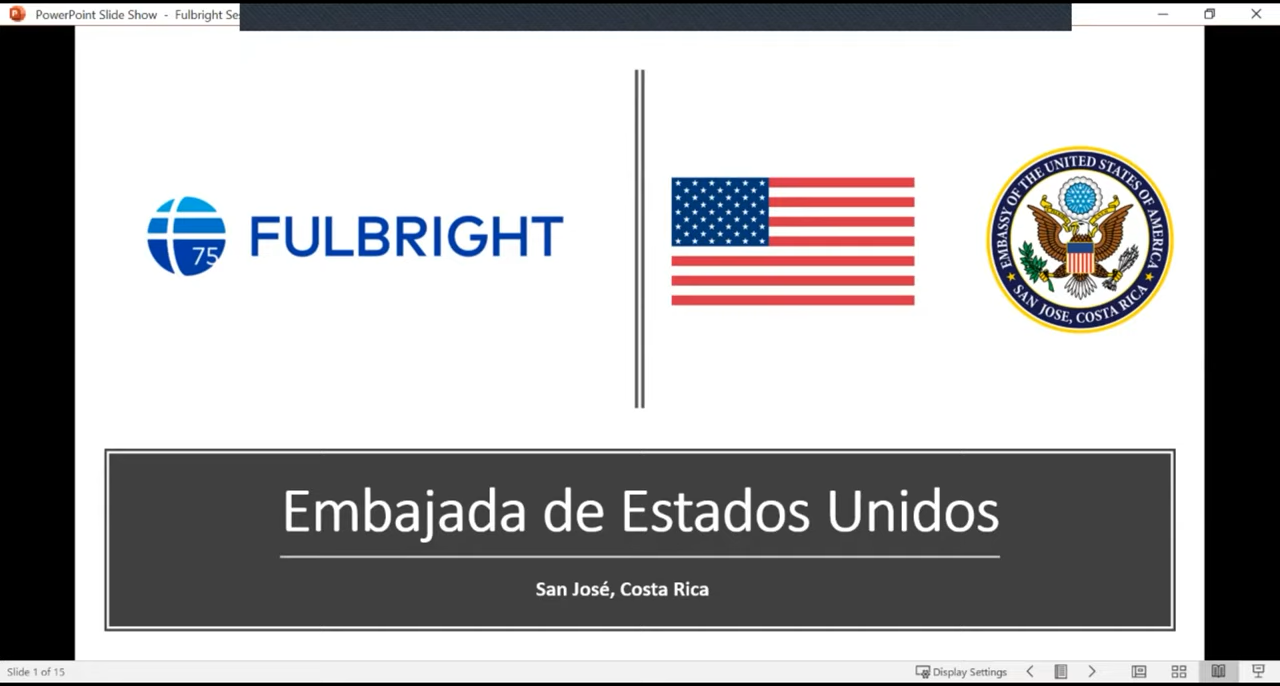 PowerPoint Slide Show - Fulbright Se
75 FULBRIGHT
EMBASSY OF THE UNITED STATES OF AMERICA
SAN JOSE, COSTA RICA
Embajada de Estados Unidos
San José, Costa Rica
Slide 1 of 15
Display Settings